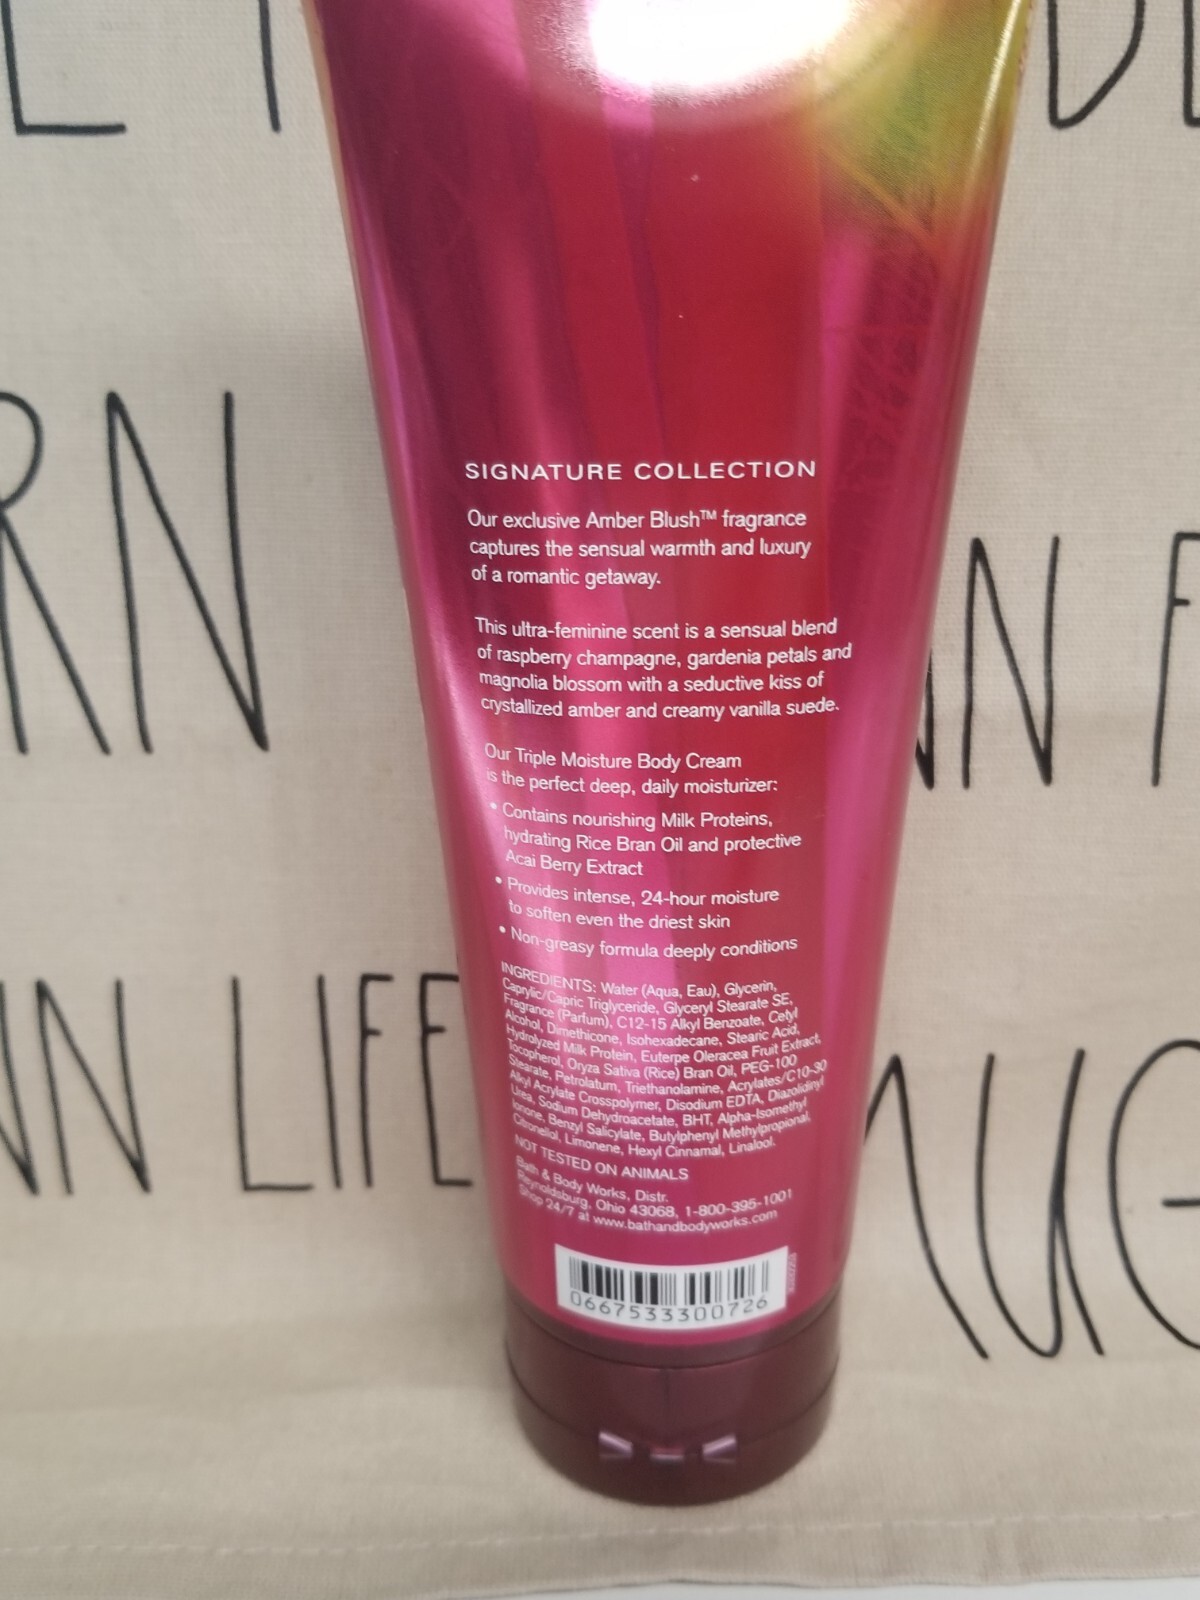 RN
NN F
NN LIFE
SIGNATURE COLLECTION
Our exclusive Amber Blush™ fragrance
captures the sensual warmth and luxury
of a romantic getaway.
This ultra-feminine scent is a sensual blend
of raspberry champagne, gardenia petals and
magnolia blossom with a seductive kiss of
crystallized amber and creamy vanilla suede.
Our Triple Moisture Body Cream
is the perfect deep, daily moisturizer:
• Contains nourishing Milk Proteins,
hydrating Rice Bran Oil and protective
Acai Berry Extract
• Provides intense, 24-hour moisture
to soften even the driest skin
• Non-greasy formula deeply conditions
INGREDIENTS: Water (Aqua, Eau), Glycerin,
Caprylic/Capric Triglyceride, Glyceryl Stearate SE,
Fragrance (Parfum), C12-15 Alkyl Benzoate, Cetyl
Alcohol, Dimethicone, Isohexadecane, Stearic Acid,
Hydrolyzed Milk Protein, Euterpe Oleracea Fruit Extract,
Tocopherol, Oryza Sativa (Rice) Bran Oil, PEG-100
Stearate, Petrolatum, Triethanolamine, Acrylates/C10-30
Alkyl Acrylate Crosspolymer, Disodium EDTA, Diazolidinyl
Urea, Sodium Dehydroacetate, BHT, Alpha-Isomethyl
Ionone, Benzyl Salicylate, Butylphenyl Methylpropional,
Citronellol, Limonene, Hexyl Cinnamal, Linalool.
NOT TESTED ON ANIMALS
Bath & Body Works, Distr.
Reynoldsburg, Ohio 43068, 1-800-395-1001
Shop 24/7 at www.bathandbodyworks.com
0667533300726